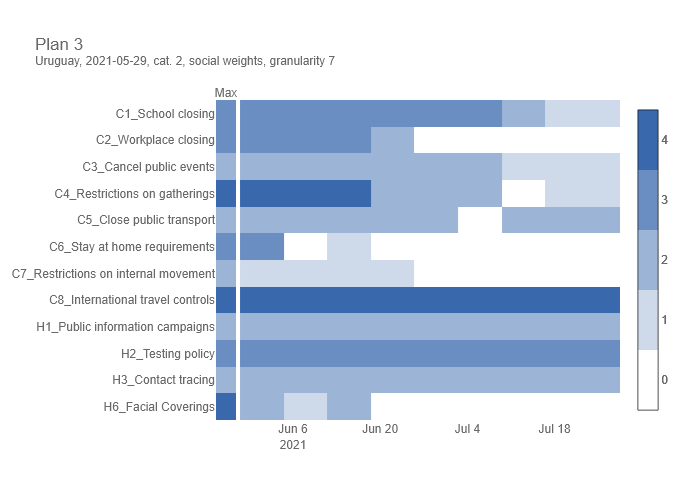 Plan 3
Uruguay, 2021-05-29, cat. 2, social weights, granularity 7
Max
C1_School closing
C2_Workplace closing
C3_Cancel public events
C4_Restrictions on gatherings
C5_Close public transport
C6_Stay at home requirements
C7_Restrictions on internal movement
C8_International travel controls
H1_Public information campaigns
H2_Testing policy
H3_Contact tracing
H6_Facial Coverings
Jun 6
2021
Jun 20
Jul 4
Jul 18
4
3
2
1
0